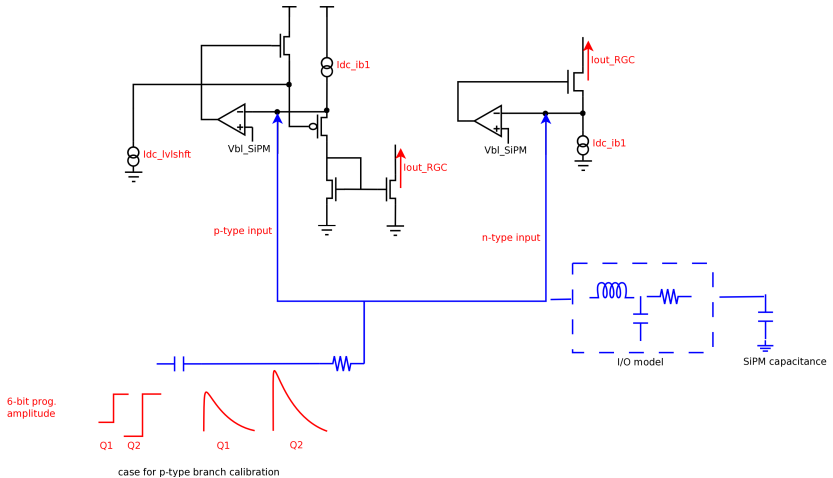 Idc_ib1
Iout_RGC
Vbl_SiPM
Idc_lvlshft
Iout_RGC
Vbl_SiPM
Idc_ib1
p-type input
n-type input
I/O model
SiPM capacitance
6-bit prog.
amplitude
Q1
Q2
Q1
Q2
case for p-type branch calibration